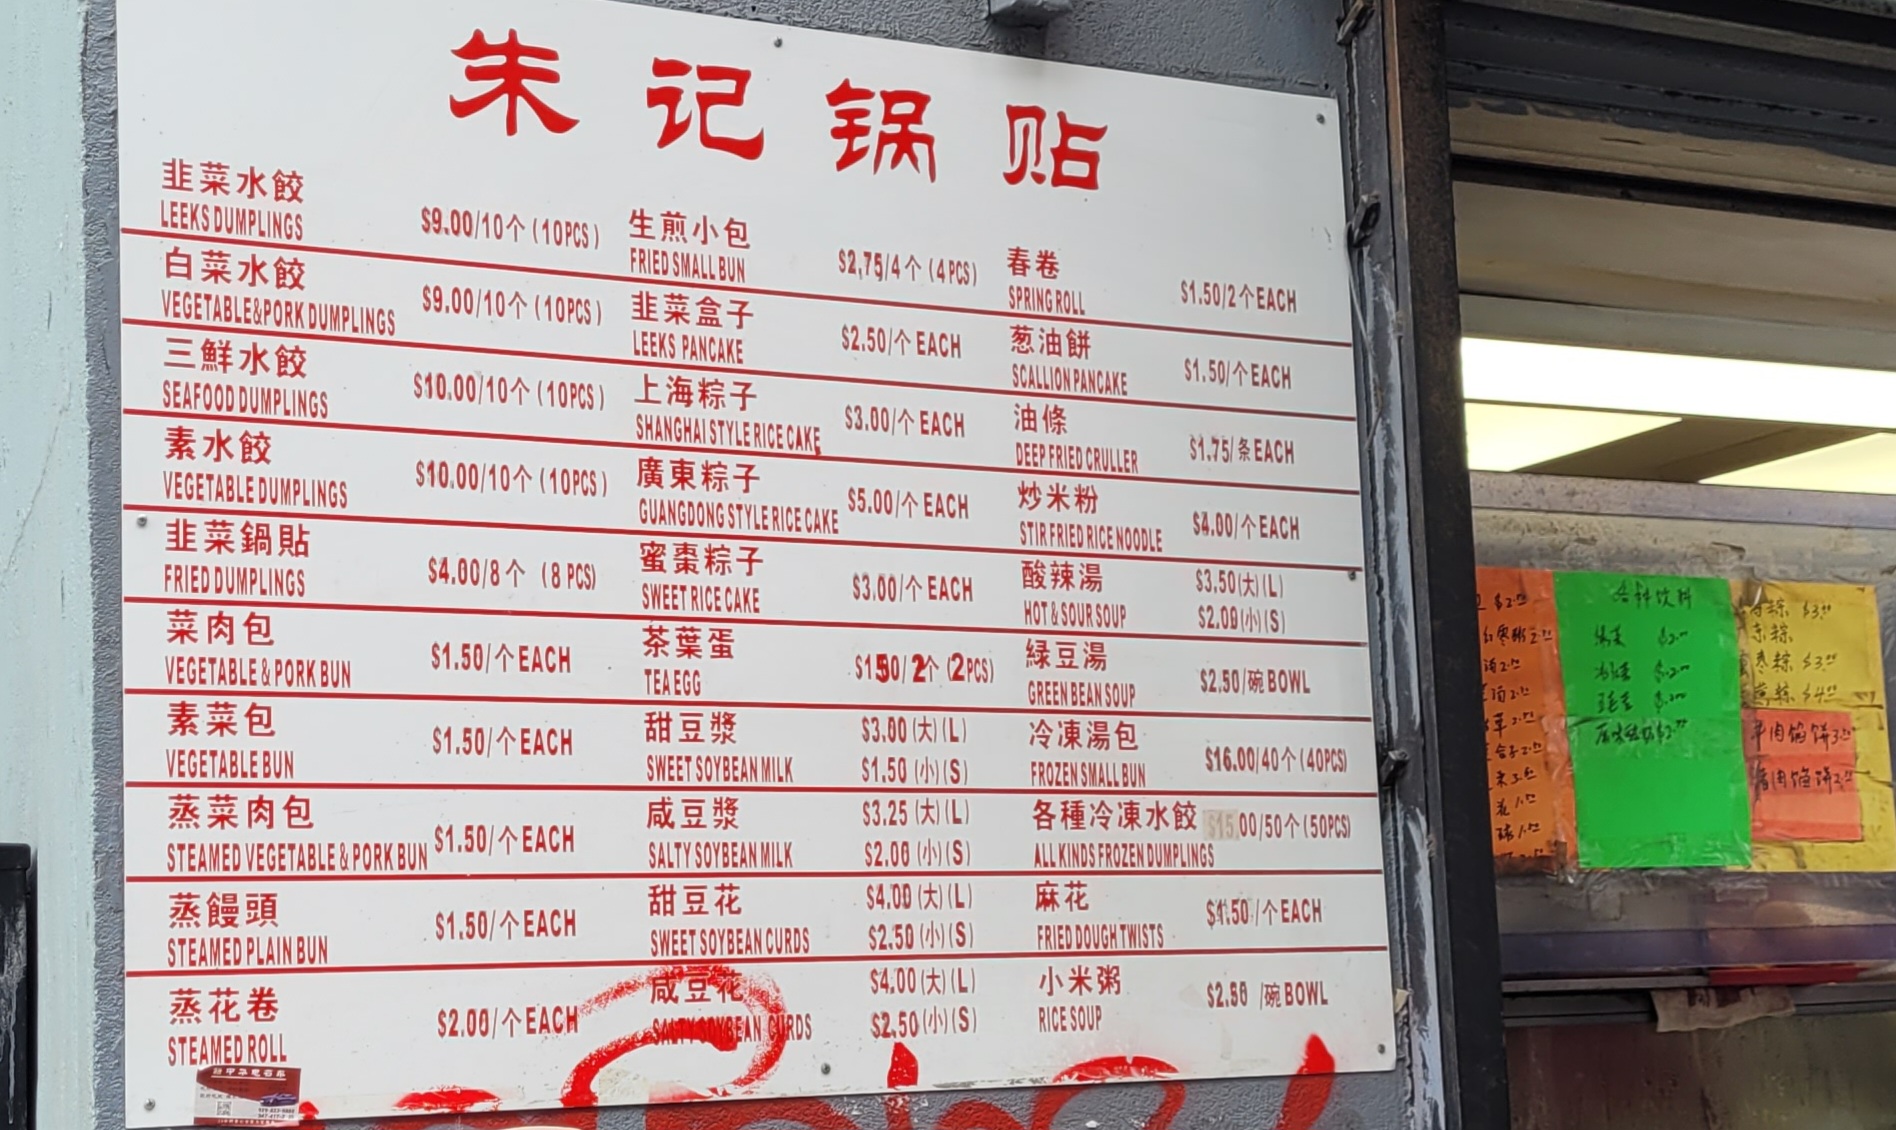 朱记锅贴
韭菜水餃
LEEKS DUMPLINGS
$9.00/10个 (10PCS)
白菜水餃
VEGETABLE&PORK DUMPLINGS
$9.00/10个 (10PCS)
三鮮水餃
SEAFOOD DUMPLINGS
$10.00/10个 (10PCS)
素水餃
VEGETABLE DUMPLINGS
$10.00/10个 (10PCS)
韭菜鍋貼
FRIED DUMPLINGS
$4.00/8个 (8 PCS)
菜肉包
VEGETABLE & PORK BUN
$1.50/个 EACH
素菜包
VEGETABLE BUN
$1.50/个 EACH
蒸菜肉包
STEAMED VEGETABLE & PORK BUN
$1.50/个 EACH
蒸饅頭
STEAMED PLAIN BUN
$1.50/个 EACH
蒸花卷
STEAMED ROLL
$2.00/个 EACH
生煎小包
FRIED SMALL BUN
$2,75/4个 (4PCS)
韭菜盒子
LEEKS PANCAKE
$2.50/个 EACH
上海粽子
SHANGHAI STYLE RICE CAKE
$3.00/个 EACH
廣東粽子
GUANGDONG STYLE RICE CAKE
$5.00/个 EACH
蜜棗粽子
SWEET RICE CAKE
$3.00/个 EACH
茶葉蛋
TEA EGG
$1.50/2个 (2PCS)
甜豆漿
SWEET SOYBEAN MILK
$3.00 (大) (L)
$1.50 (小) (S)
咸豆漿
SALTY SOYBEAN MILK
$3.25 (大) (L)
$2.00 (小) (S)
甜豆花
SWEET SOYBEAN CURDS
$4.00 (大) (L)
$2.50 (小) (S)
咸豆花
SALTY SOYBEAN CURDS
$4.00 (大) (L)
$2.50 (小) (S)
春卷
SPRING ROLL
$1.50/2个 EACH
葱油餅
SCALLION PANCAKE
$1.50/个 EACH
油條
DEEP FRIED CRULLER
$1.75/条 EACH
炒米粉
STIR FRIED RICE NOODLE
$4.00/个 EACH
酸辣湯
HOT & SOUR SOUP
$3.50(大) (L)
$2.00(小) (S)
緑豆湯
GREEN BEAN SOUP
$2.50/碗 BOWL
冷凍湯包
FROZEN SMALL BUN
$16.00/40个 (40PCS)
各種冷凍水餃
ALL KINDS FROZEN DUMPLINGS
$15.00/50个 (50PCS)
麻花
FRIED DOUGH TWISTS
$1.50 /个 EACH
小米粥
RICE SOUP
$2.50 /碗 BOWL
牛肉馅饼3.00